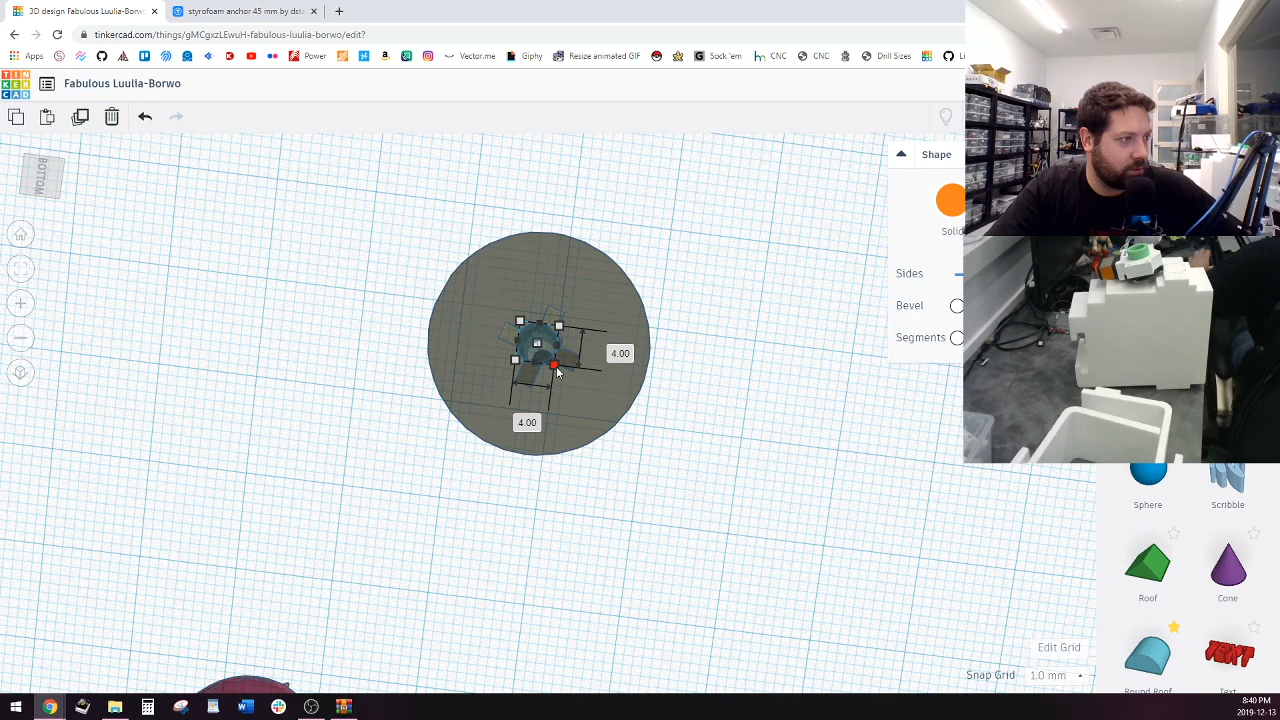 3D design Fabulous Luulia-Borwo
styrofoam anchor 45 mm by dsta
tinkercad.com/things/gMCgxzLEwuH-fabulous-luulia-borwo/edit?
Apps
Power
Vector.me
Giphy
Resize animated GIF
Sock 'em
CNC
CNC
Drill Sizes
TIN
KER
CAD
Fabulous Luulia-Borwo
BOTTOM
Shape
Solid
Sides
Bevel
Segments
4.00
4.00
Sphere
Scribble
Roof
Cone
TEXT
Round Roof
Text
Edit Grid
Snap Grid
1.0 mm
8:40 PM
2019-12-13